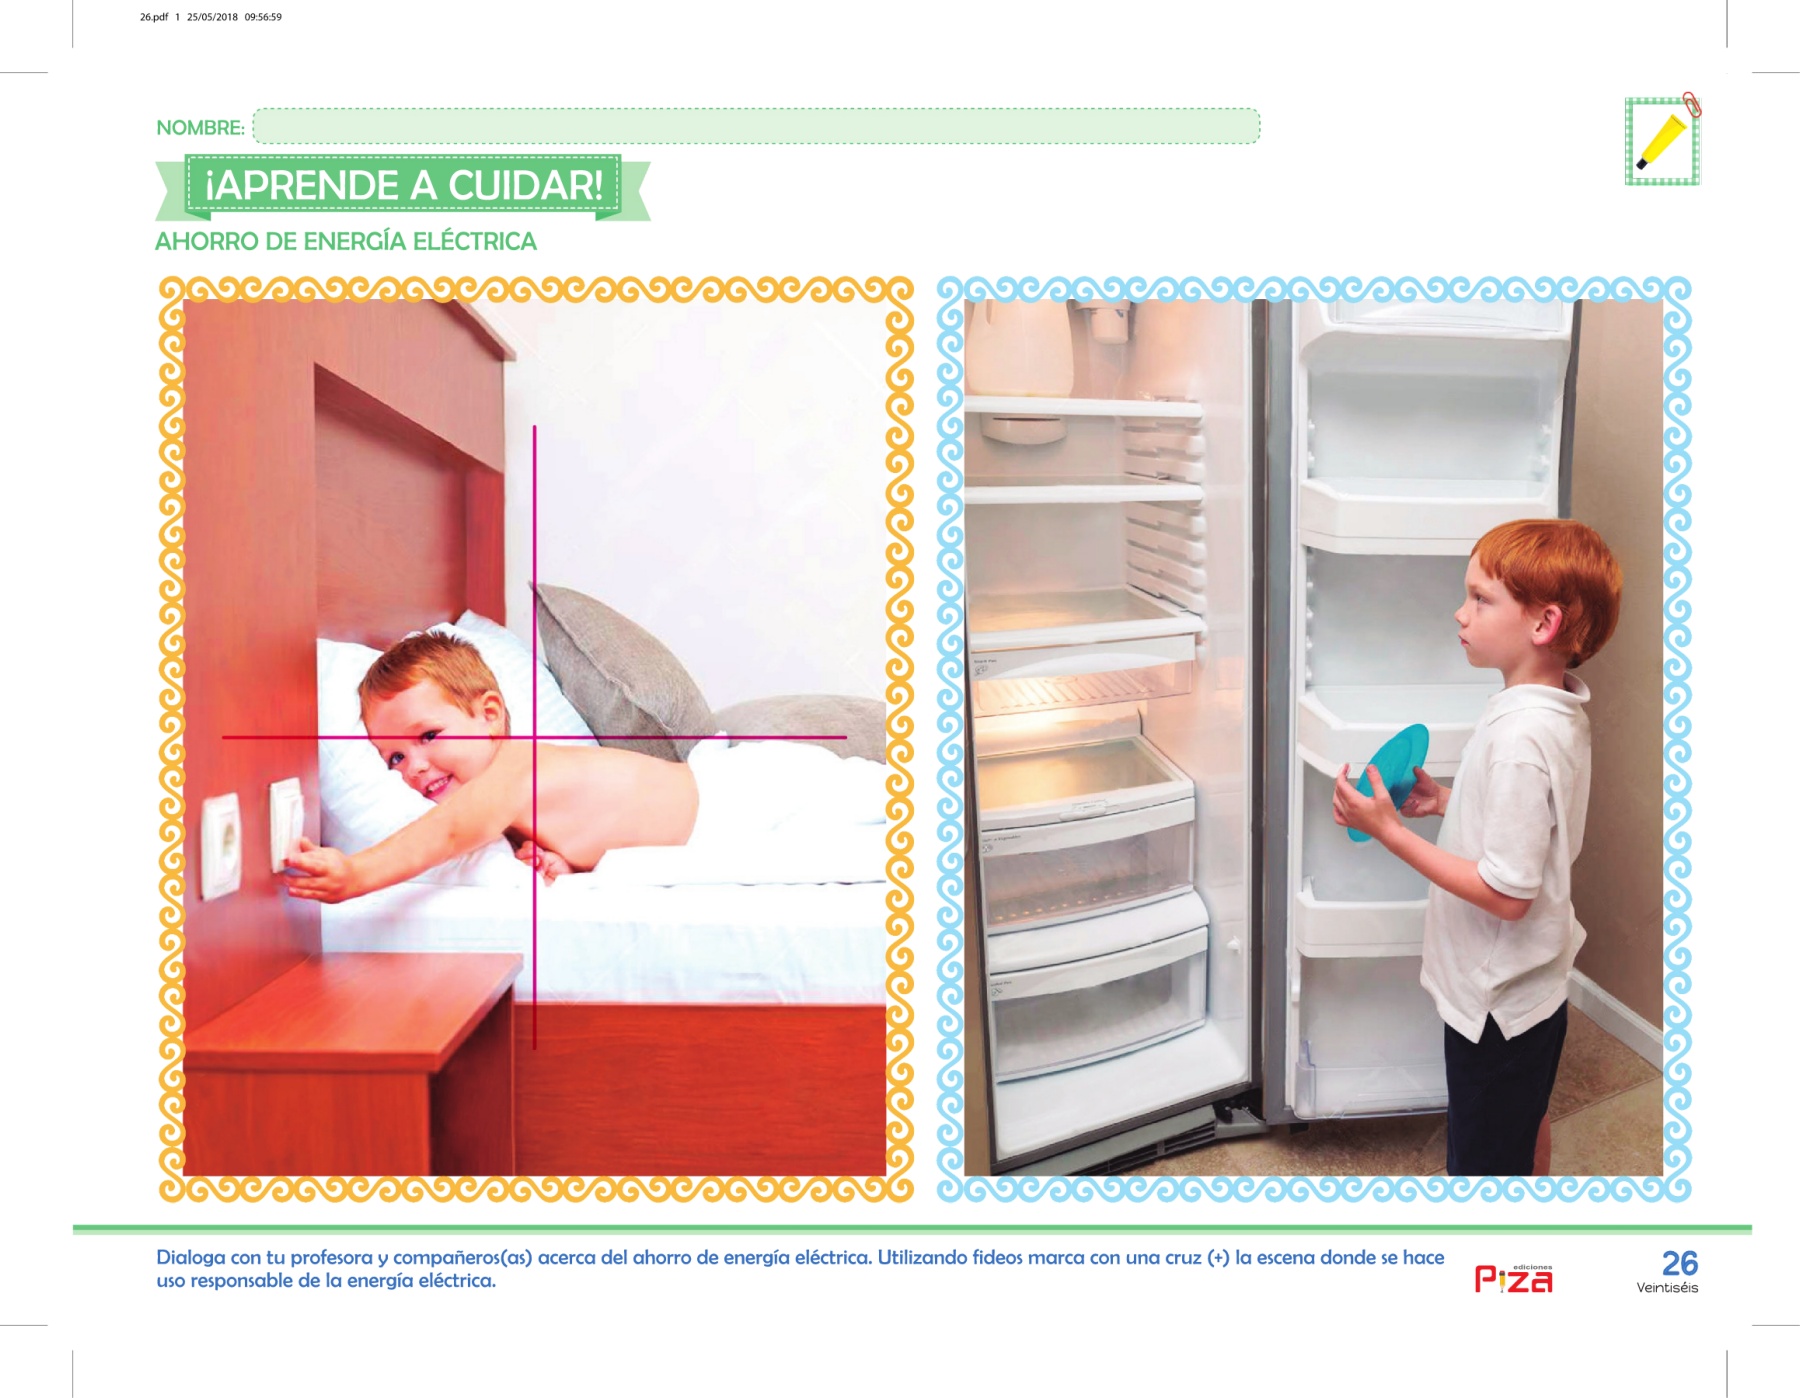 26.pdf 1 25/05/2018 09:56:59
NOMBRE:
¡APRENDE A CUIDAR!
AHORRO DE ENERGÍA ELÉCTRICA
Dialoga con tu profesora y compañeros(as) acerca del ahorro de energía eléctrica. Utilizando fideos marca con una cruz (+) la escena donde se hace
uso responsable de la energía eléctrica.
ediciones
Piza
26
Veintiséis